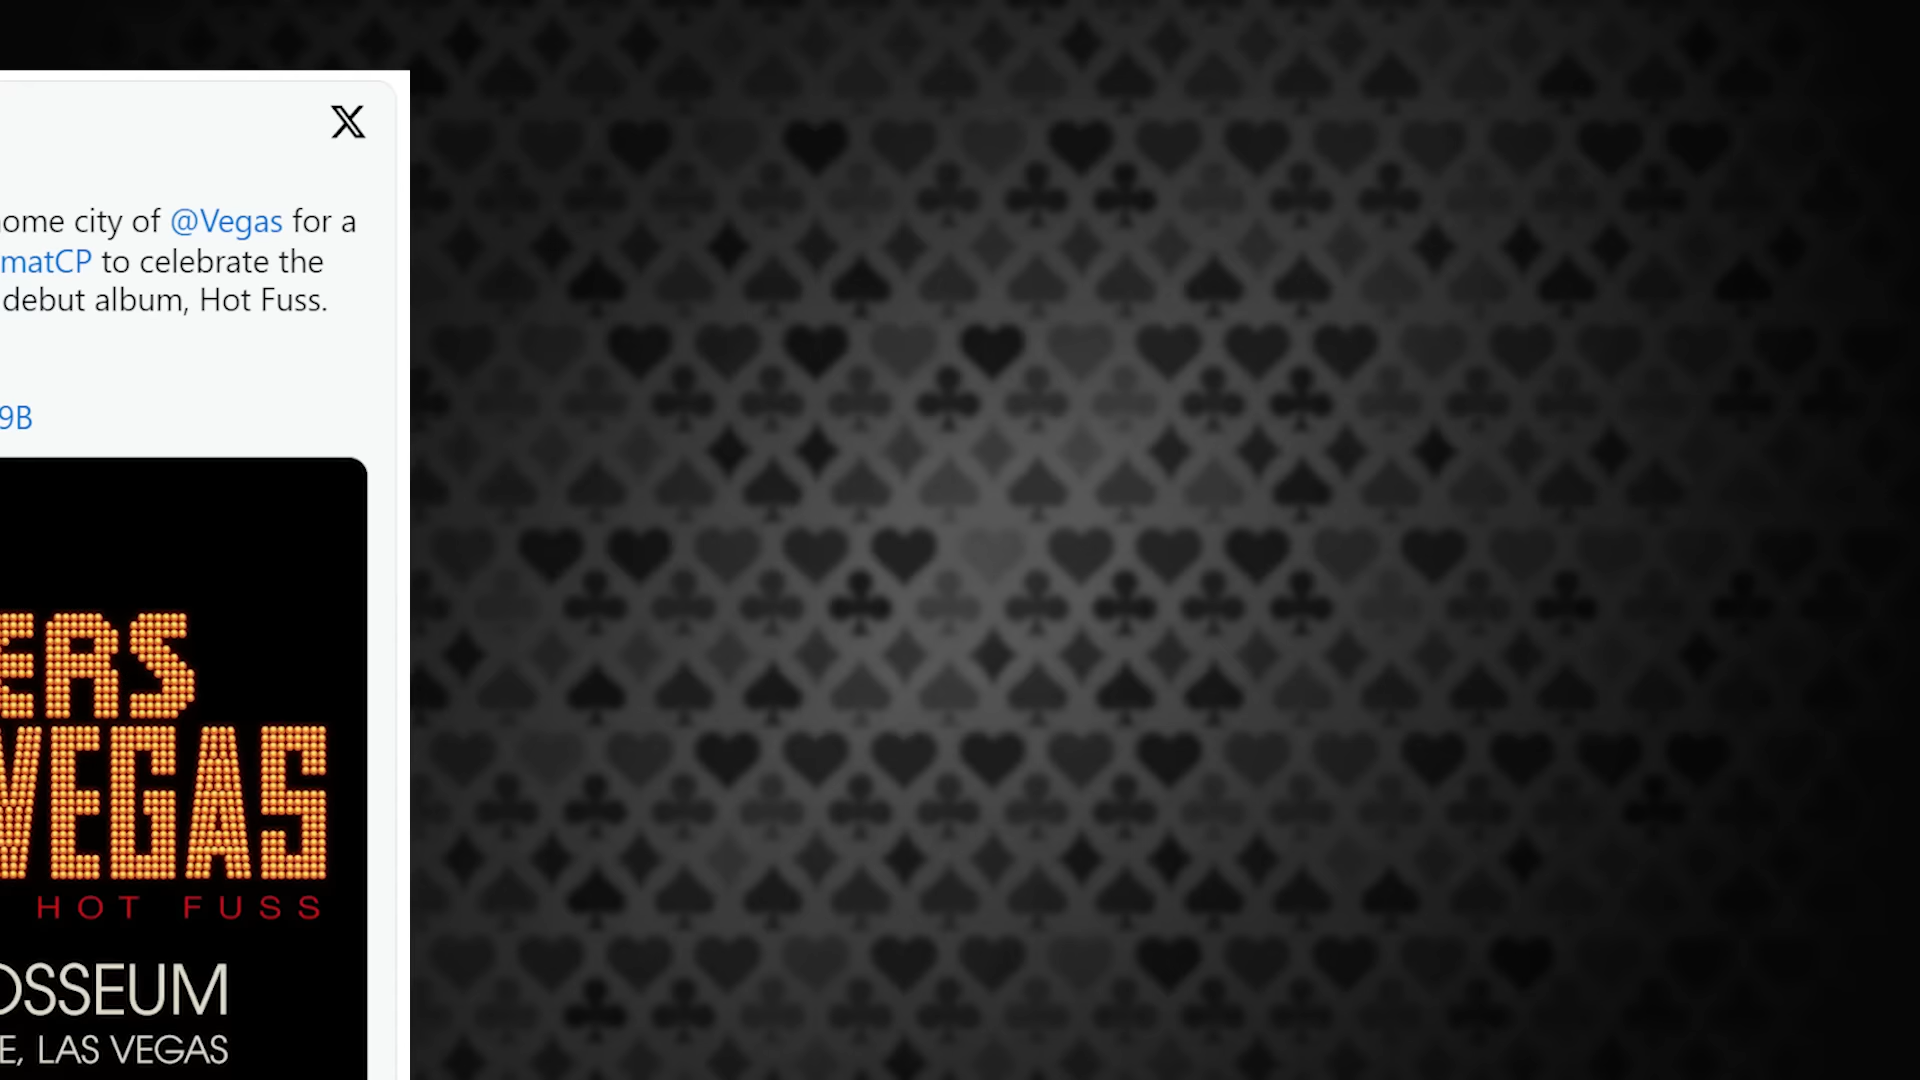 ome city of @Vegas for a
matCP to celebrate the
debut album, Hot Fuss.
9B
ERS
VEGAS
HOT FUSS
OSSEUM
E, LAS VEGAS